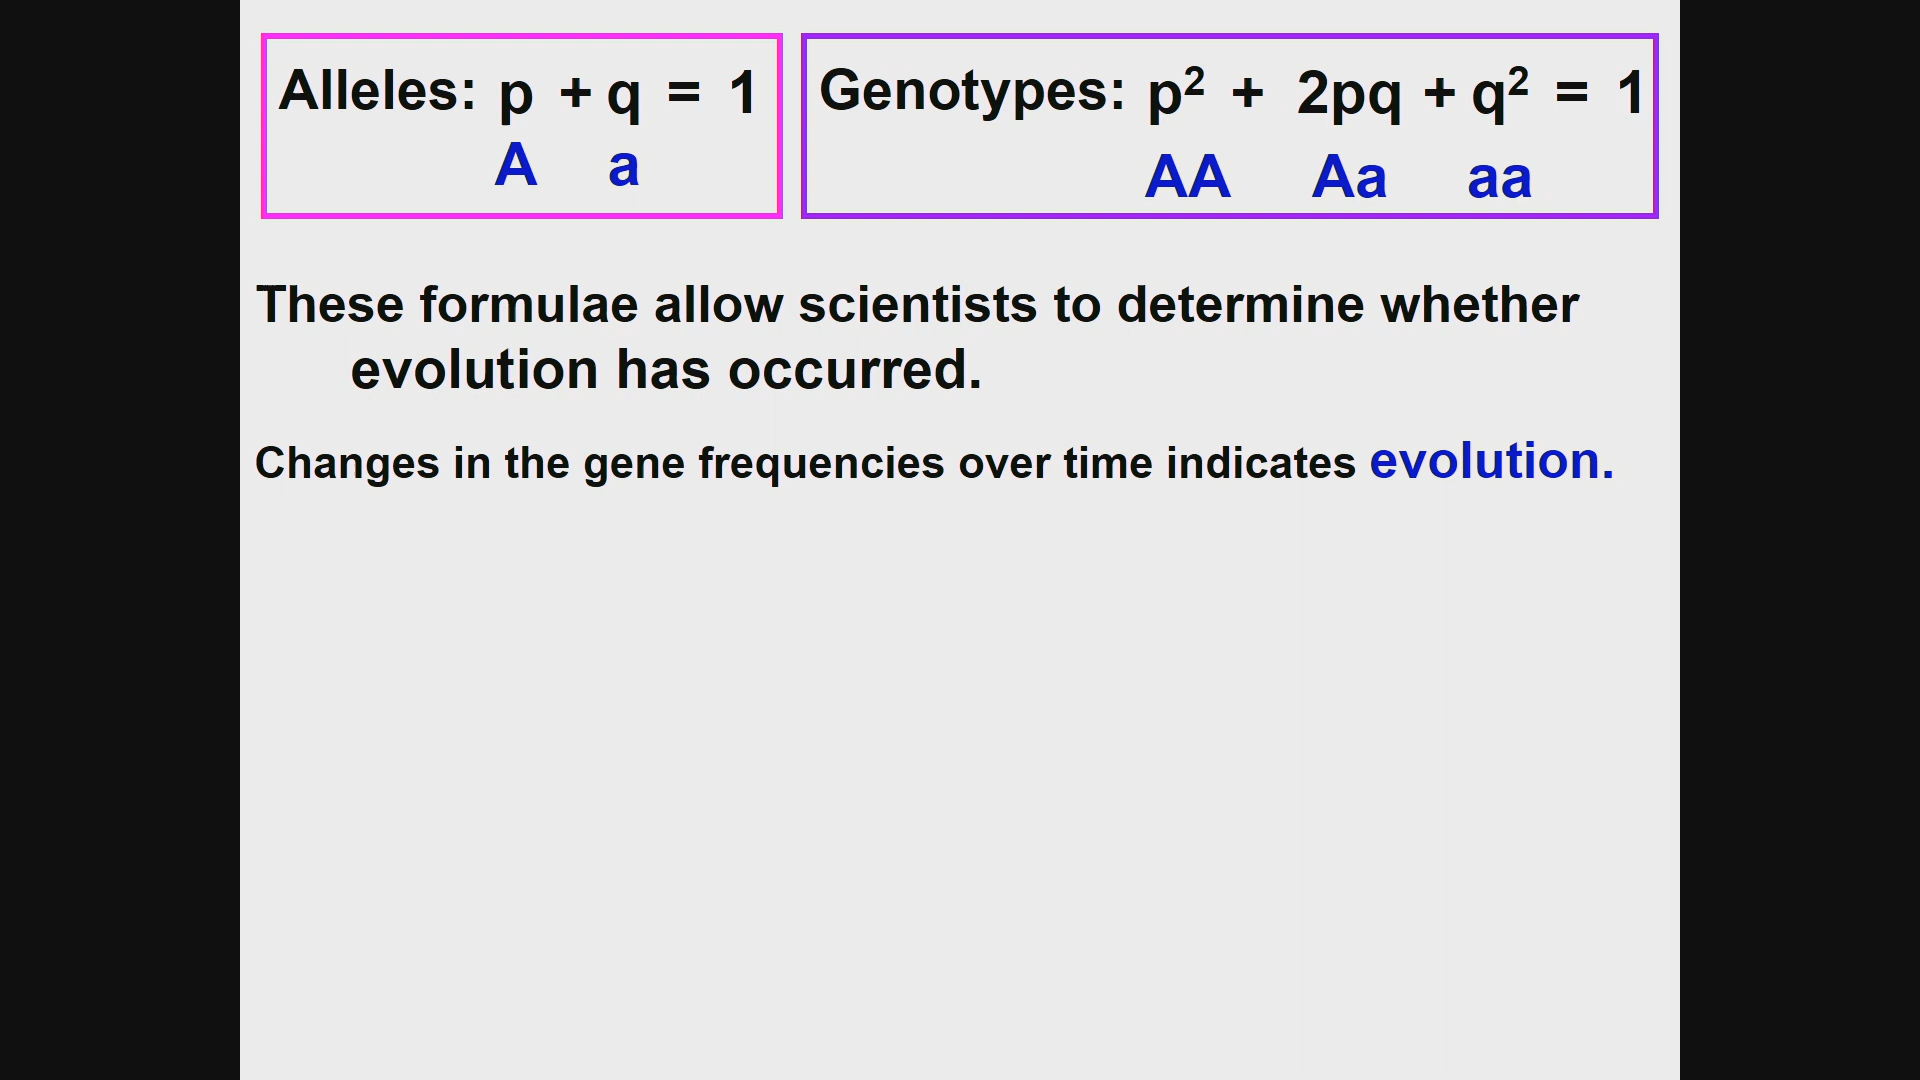 Alleles: p + q = 1
A a
Genotypes: p² + 2pq + q² = 1
AA Aa aa
These formulae allow scientists to determine whether
evolution has occurred.
Changes in the gene frequencies over time indicates evolution.